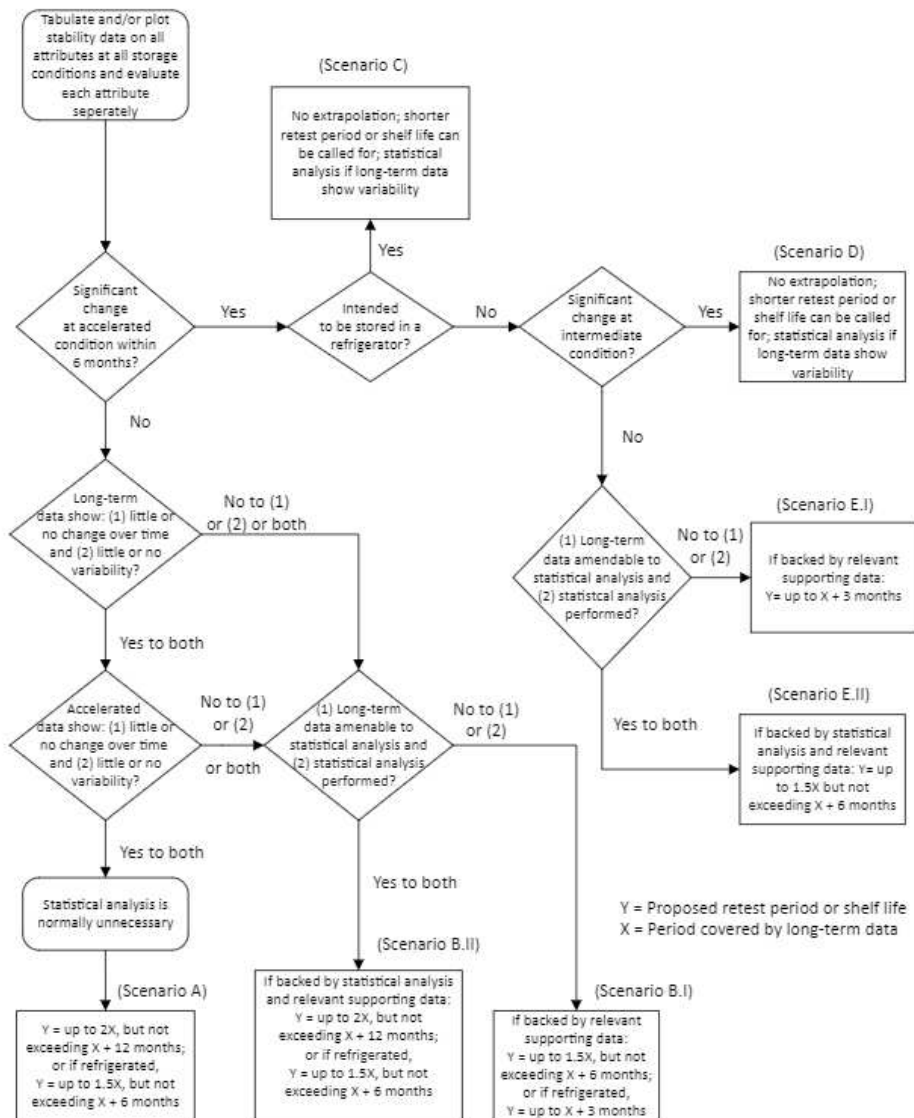 Tabulate and/or plot
stability data on all
attributes at all storage
conditions and evaluate
each attribute
seperately
(Scenario C)
No extrapolation; shorter
retest period or shelf life can
be called for; statistical
analysis if long-term data
show variability
Yes
(Scenario D)
No extrapolation;
shorter retest period or
shelf life can be called
for; statistical analysis if
long-term data show
variability
Significant
change
at accelerated
condition within
6 months?
Yes
Intended
to be stored in a
refrigerator?
No
Significant
change at
intermediate
condition?
Yes
No
No
Long-term
data show: (1) little or
no change over time
and (2) little or no
variability?
No to (1)
or (2) or both
(1) Long-term
data amendable to
statistical analysis and
(2) statistcal analysis
performed?
No to (1)
or (2)
(Scenario E.I)
If backed by relevant
supporting data:
Y= up to X + 3 months
Yes to both
Yes to both
(Scenario E.II)
If backed by statistical
analysis and relevant
supporting data: Y= up
to 1.5X but not
exceeding X + 6 months
Accelerated
data show: (1) little or
no change over time
and (2) little or no
variability?
No to (1)
or (2)
or both
(1) Long-term
data amenable to
statistical analysis and
(2) statistical analysis
performed?
No to (1)
or (2)
Yes to both
Statistical analysis is
normally unnecessary
Yes to both
Y = Proposed retest period or shelf life
X = Period covered by long-term data
(Scenario A)
Y = up to 2X, but not
exceeding X + 12 months;
or if refrigerated,
Y = up to 1.5X, but not
exceeding X + 6 months
(Scenario B.II)
If backed by statistical analysis
and relevant supporting data:
Y = up to 2X, but not
exceeding X + 12 months;
or if refrigerated,
Y = up to 1.5X, but not
exceeding X + 6 months
(Scenario B.I)
If backed by relevant
supporting data:
Y = up to 1.5X, but not
exceeding X + 6 months;
or if refrigerated,
Y = up to X + 3 months